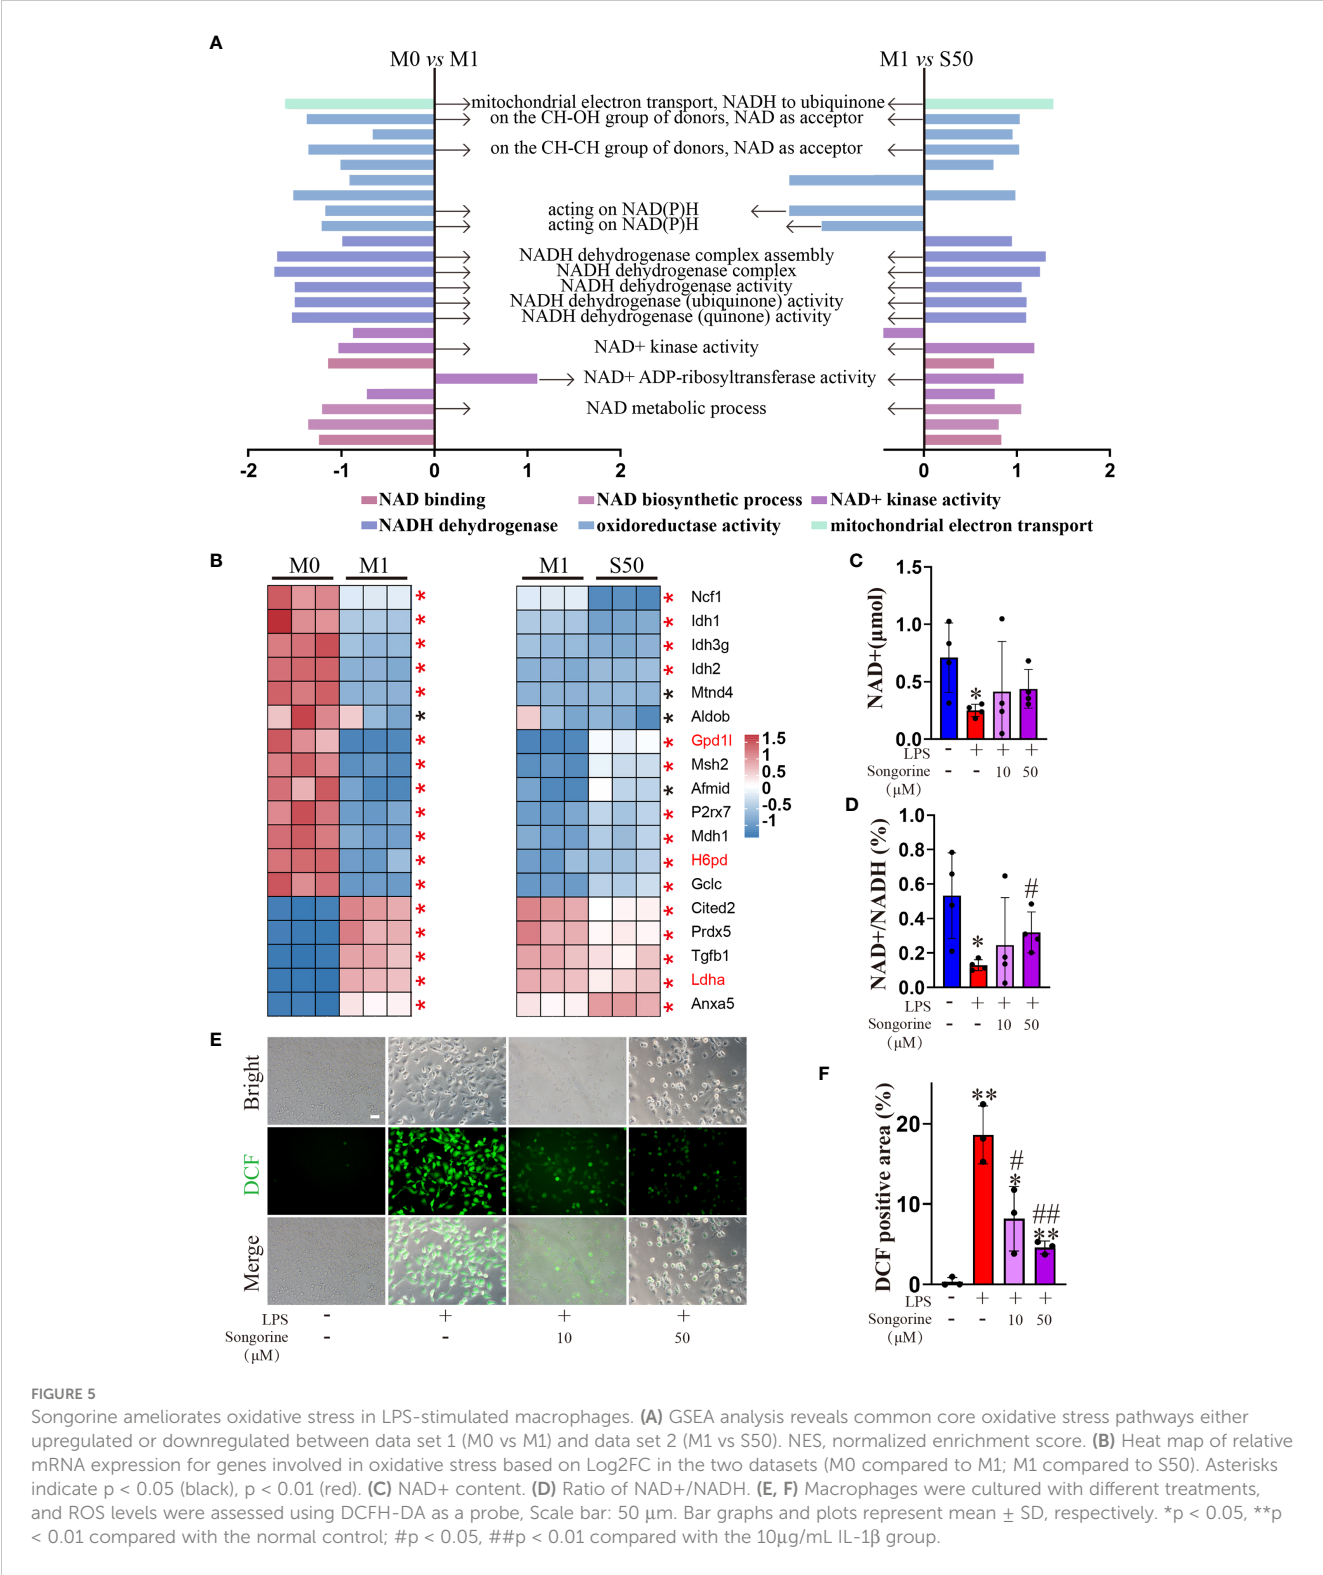 A
M0 vs M1
M1 vs S50
mitochondrial electron transport, NADH to ubiquinone
on the CH-OH group of donors, NAD as acceptor
on the CH-CH group of donors, NAD as acceptor
acting on NAD(P)H
acting on NAD(P)H
NADH dehydrogenase complex assembly
NADH dehydrogenase complex
NADH dehydrogenase activity
NADH dehydrogenase (ubiquinone) activity
NADH dehydrogenase (quinone) activity
NAD+ kinase activity
NAD+ ADP-ribosyltransferase activity
NAD metabolic process
-2 -1 0 1 2
0 1 2
NAD binding NAD biosynthetic process NAD+ kinase activity
NADH dehydrogenase oxidoreductase activity mitochondrial electron transport
B
M0 M1
M1 S50
* * Ncf1
* * Idh1
* * Idh3g
* * Idh2
* * Mtnd4
* * Aldob
* * Gpd1l
* * Msh2
* * Afmid
* * P2rx7
* * Mdh1
* * H6pd
* * Gclc
* * Cited2
* * Prdx5
* * Tgfb1
* * Ldha
* * Anxa5
1.5
1
0.5
0
-0.5
-1
C
NAD+(μmol)
1.5
1.0
0.5
0.0
*
LPS - + + +
Songorine - - 10 50
(μM)
D
NAD+/NADH (%)
1.0
0.8
0.6
0.4
0.2
0.0
*
#
LPS - + + +
Songorine - - 10 50
(μM)
E
Bright
DCF
Merge
LPS - + + +
Songorine - - 10 50
(μM)
F
DCF positive area (%)
20
10
0
**
#
*
##
**
LPS - + + +
Songorine - - 10 50
(μM)
FIGURE 5
Songorine ameliorates oxidative stress in LPS-stimulated macrophages. (A) GSEA analysis reveals common core oxidative stress pathways either
upregulated or downregulated between data set 1 (M0 vs M1) and data set 2 (M1 vs S50). NES, normalized enrichment score. (B) Heat map of relative
mRNA expression for genes involved in oxidative stress based on Log2FC in the two datasets (M0 compared to M1; M1 compared to S50). Asterisks
indicate p < 0.05 (black), p < 0.01 (red). (C) NAD+ content. (D) Ratio of NAD+/NADH. (E, F) Macrophages were cultured with different treatments,
and ROS levels were assessed using DCFH-DA as a probe, Scale bar: 50 μm. Bar graphs and plots represent mean ± SD, respectively. *p < 0.05, **p
< 0.01 compared with the normal control; #p < 0.05, ##p < 0.01 compared with the 10μg/mL IL-1β group.